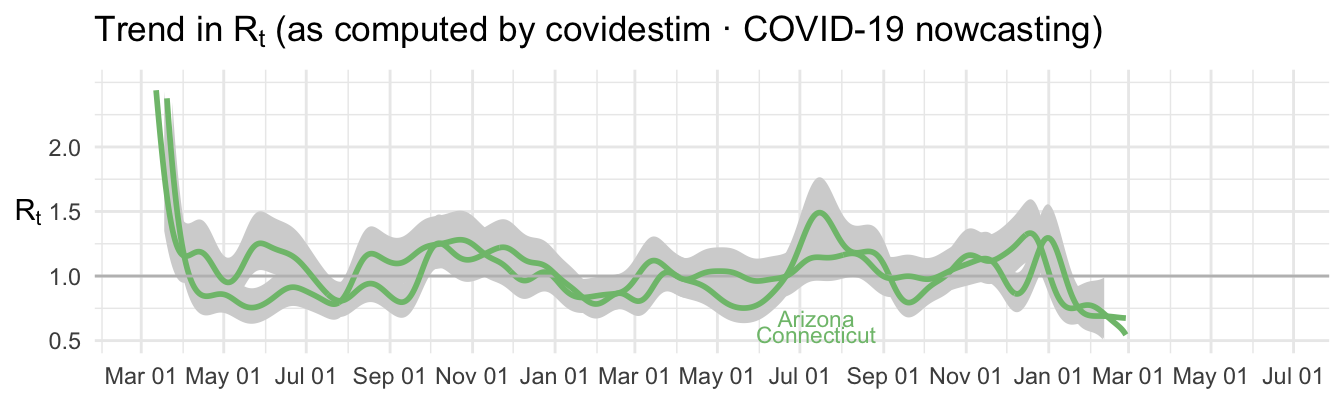 Trend in Rt (as computed by covidestim · COVID-19 nowcasting)
2.0
Rt 1.5
1.0
Arizona
Connecticut
0.5
Mar 01 May 01 Jul 01 Sep 01 Nov 01 Jan 01 Mar 01 May 01 Jul 01 Sep 01 Nov 01 Jan 01 Mar 01 May 01 Jul 01